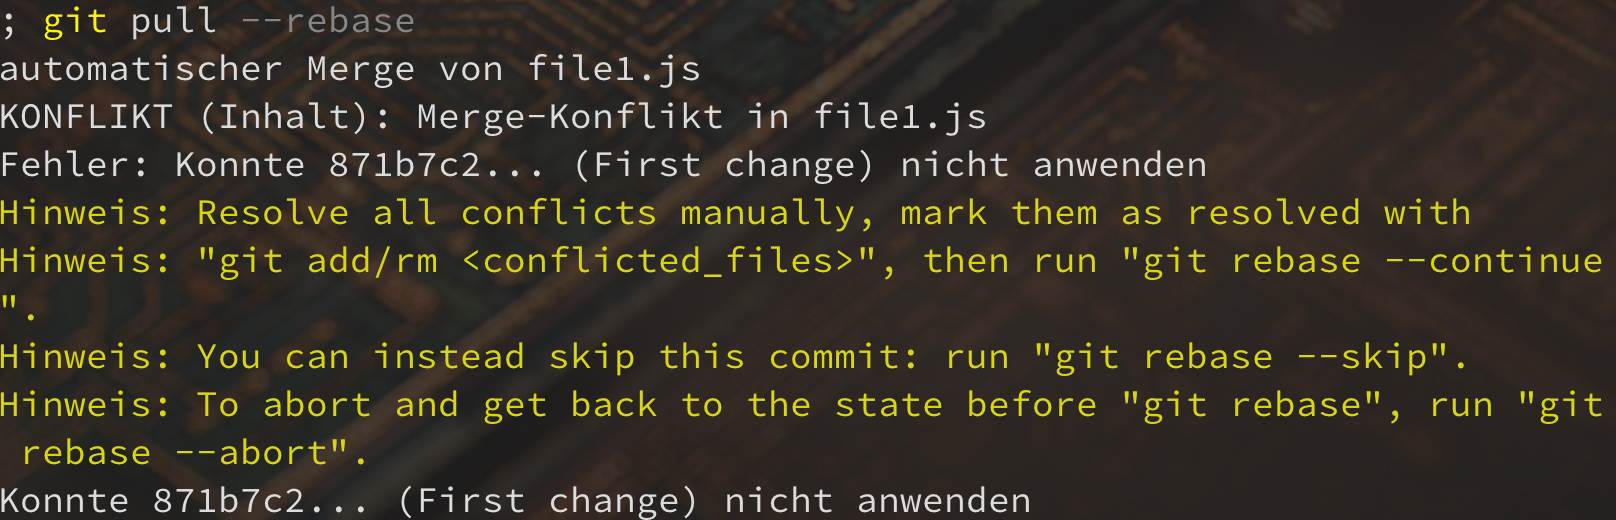 ; git pull --rebase
automatischer Merge von file1.js
KONFLIKT (Inhalt): Merge-Konflikt in file1.js
Fehler: Konnte 871b7c2... (First change) nicht anwenden
Hinweis: Resolve all conflicts manually, mark them as resolved with
Hinweis: "git add/rm <conflicted_files>", then run "git rebase --continue
".
Hinweis: You can instead skip this commit: run "git rebase --skip".
Hinweis: To abort and get back to the state before "git rebase", run "git
 rebase --abort".
Konnte 871b7c2... (First change) nicht anwenden